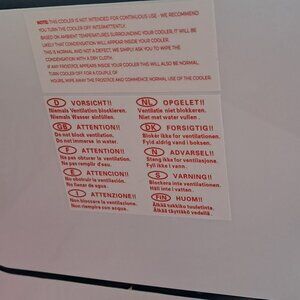 NOTE: THIS COOLER IS NOT INTENDED FOR CONTINUOUS USE - WE RECOMMEND
YOU TURN THE COOLER OFF INTERMITTENTLY.
BASED ON AMBIENT TEMPERATURES SURROUNDING YOUR COOLER, IT WILL BE
LIKELY THAT CONDENSATION WILL APPEAR INSIDE YOUR COOLER.
THIS IS NORMAL AND NOT A DEFECT, WE SIMPLY ASK YOU TO WIPE THE
CONDENSATION WITH A DRY CLOTH.
IF ANY FROST/ICE APPEARS INSIDE YOUR COOLER THIS WILL ALSO BE NORMAL.
TURN COOLER OFF FOR A COUPLE OF
HOURS, WIPE AWAY THE FROST/ICE AND COMMENCE NORMAL USE OF THE COOLER.
D VORSICHT!!
Niemals Ventilation blockieren.
Niemals Wasser einfüllen.
GB ATTENTION!!
Do not block ventilation.
Do not immerse in water.
F ATTENTION!!
Ne pas obturer la ventilation.
Ne pas remplir d'eau.
E ATENCION!!
No obstruir la ventilación.
No llenar de agua.
I ATTENZIONE!!
Non bloccare la ventilazione.
Non riempire con acqua.
NL OPGELET!!
Ventilatie niet blokkeren.
Niet met water vullen.
DK FORSIGTIG!!
Blokér ikke for ventilation.
Fyld aldrig vand i boksen.
N ADVARSEL!!
Steng ikke for ventilasjonen.
Fyll ikke i vann.
S VARNING!!
Blockera inte ventilationen.
Häll inte i vatten.
FIN HUOM!!
Älkää tukkiko tuuletinta.
Älkää täyttäkö vedellä.